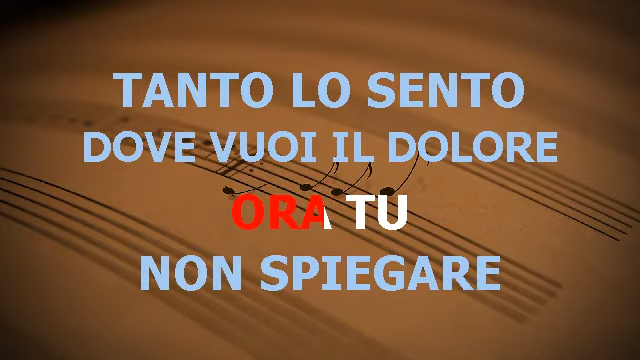 TANTO LO SENTO
DOVE VUOI IL DOLORE
ORA TU
NON SPIEGARE